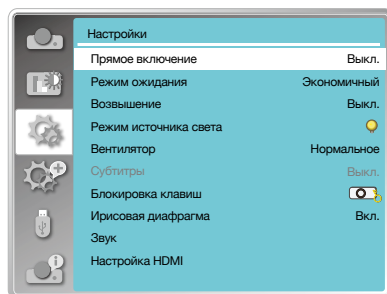 Настройки
Прямое включение Выкл.
Режим ожидания Экономичный
Возвышение Выкл.
Режим источника света
Вентилятор Нормальное
Субтитры Выкл.
Блокировка клавиш
Ирисовая диафрагма Вкл.
Звук
Настройка HDMI